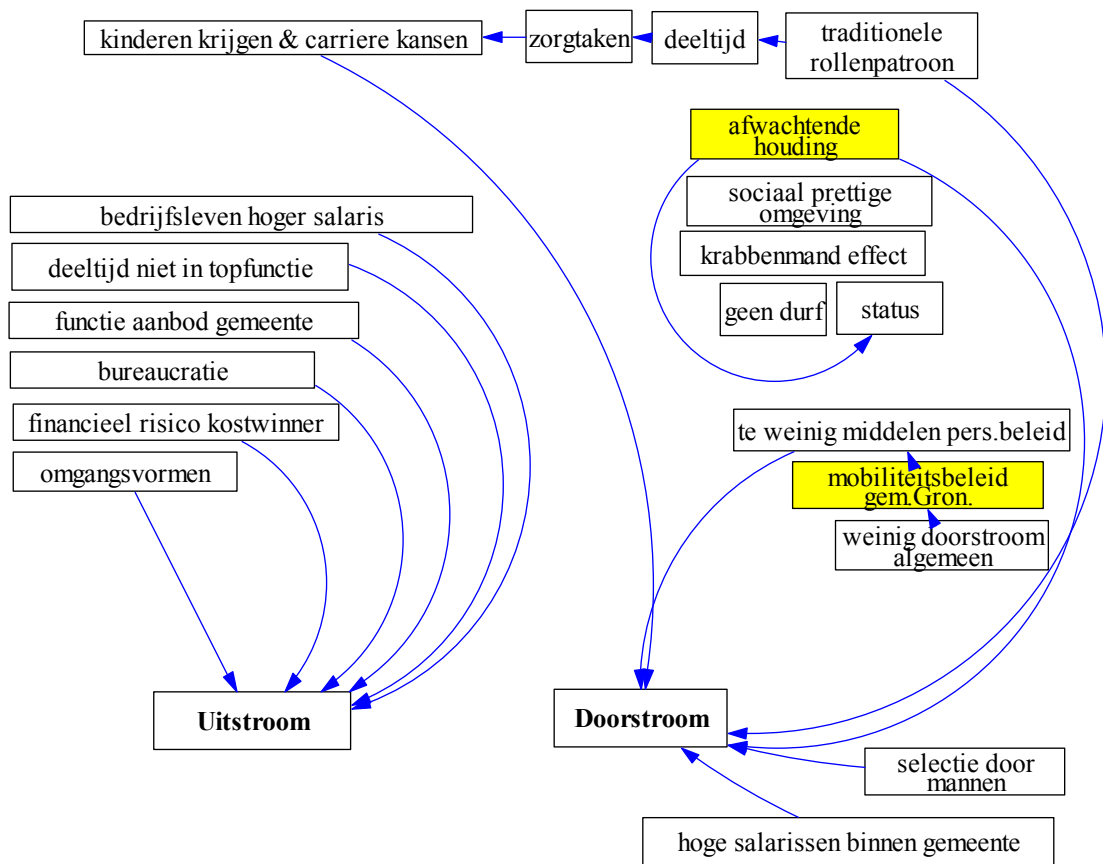 kinderen krijgen & carriere kansen
zorgtaken
deeltijd
traditionele
rollenpatroon
afwachtende
houding
sociaal prettige
omgeving
krabbenmand effect
geen durf
status
bedrijfsleven hoger salaris
deeltijd niet in topfunctie
functie aanbod gemeente
bureaucratie
financieel risico kostwinner
omgangsvormen
te weinig middelen pers.beleid
mobiliteitsbeleid
gem.Gron.
weinig doorstroom
algemeen
Uitstroom
Doorstroom
selectie door
mannen
hoge salarissen binnen gemeente